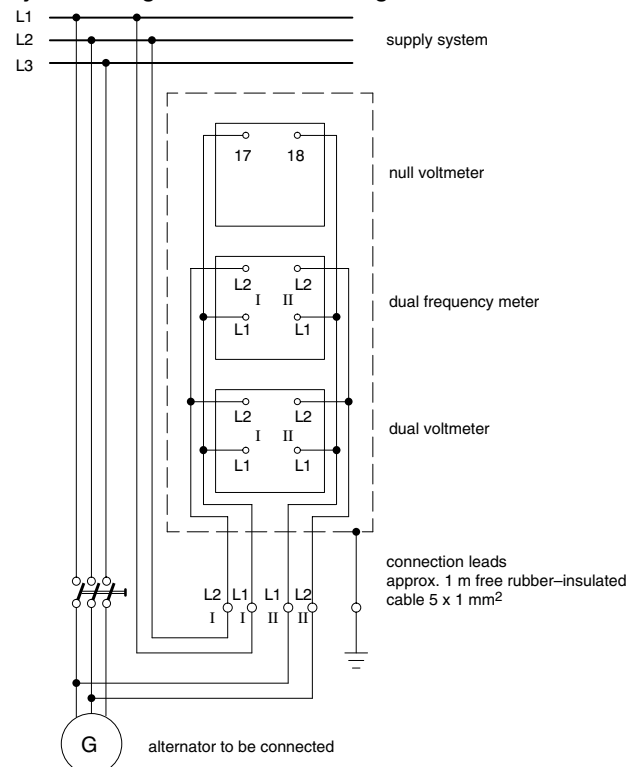 L1
L2 supply system
L3
17 18
null voltmeter
L2 L2
I II
dual frequency meter
L1 L1
L2 L2
I II
dual voltmeter
L1 L1
connection leads
approx. 1 m free rubber–insulated
cable 5 x 1 mm²
L2 L1 L1 L2
I I II II
G alternator to be connected